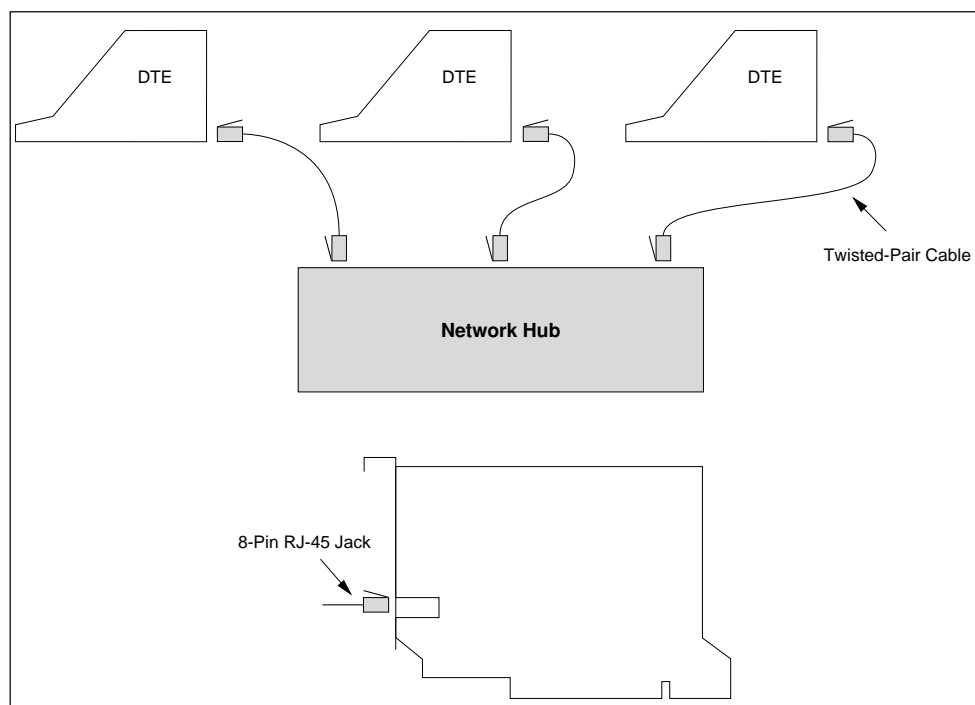 DTE
DTE
DTE
Twisted-Pair Cable
Network Hub
8-Pin RJ-45 Jack